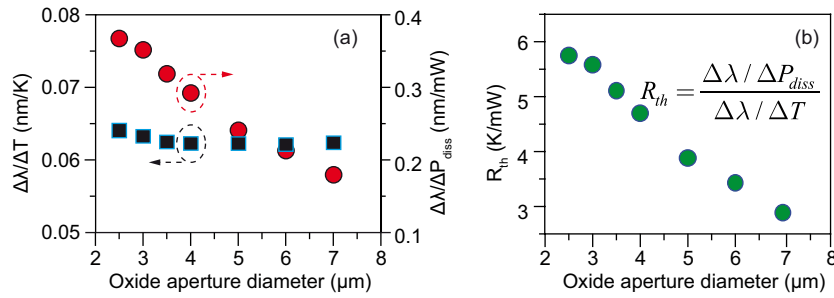 (a)
0.08
0.07
0.06
0.05
Δλ/ΔT (nm/K)
0.4
0.3
0.2
0.1
Δλ/ΔP_diss (nm/mW)
2 3 4 5 6 7 8
Oxide aperture diameter (μm)
(b)
6
5
4
3
R_th (K/mW)
R_th = (Δλ / ΔP_diss) / (Δλ / ΔT)
2 3 4 5 6 7 8
Oxide aperture diameter (μm)